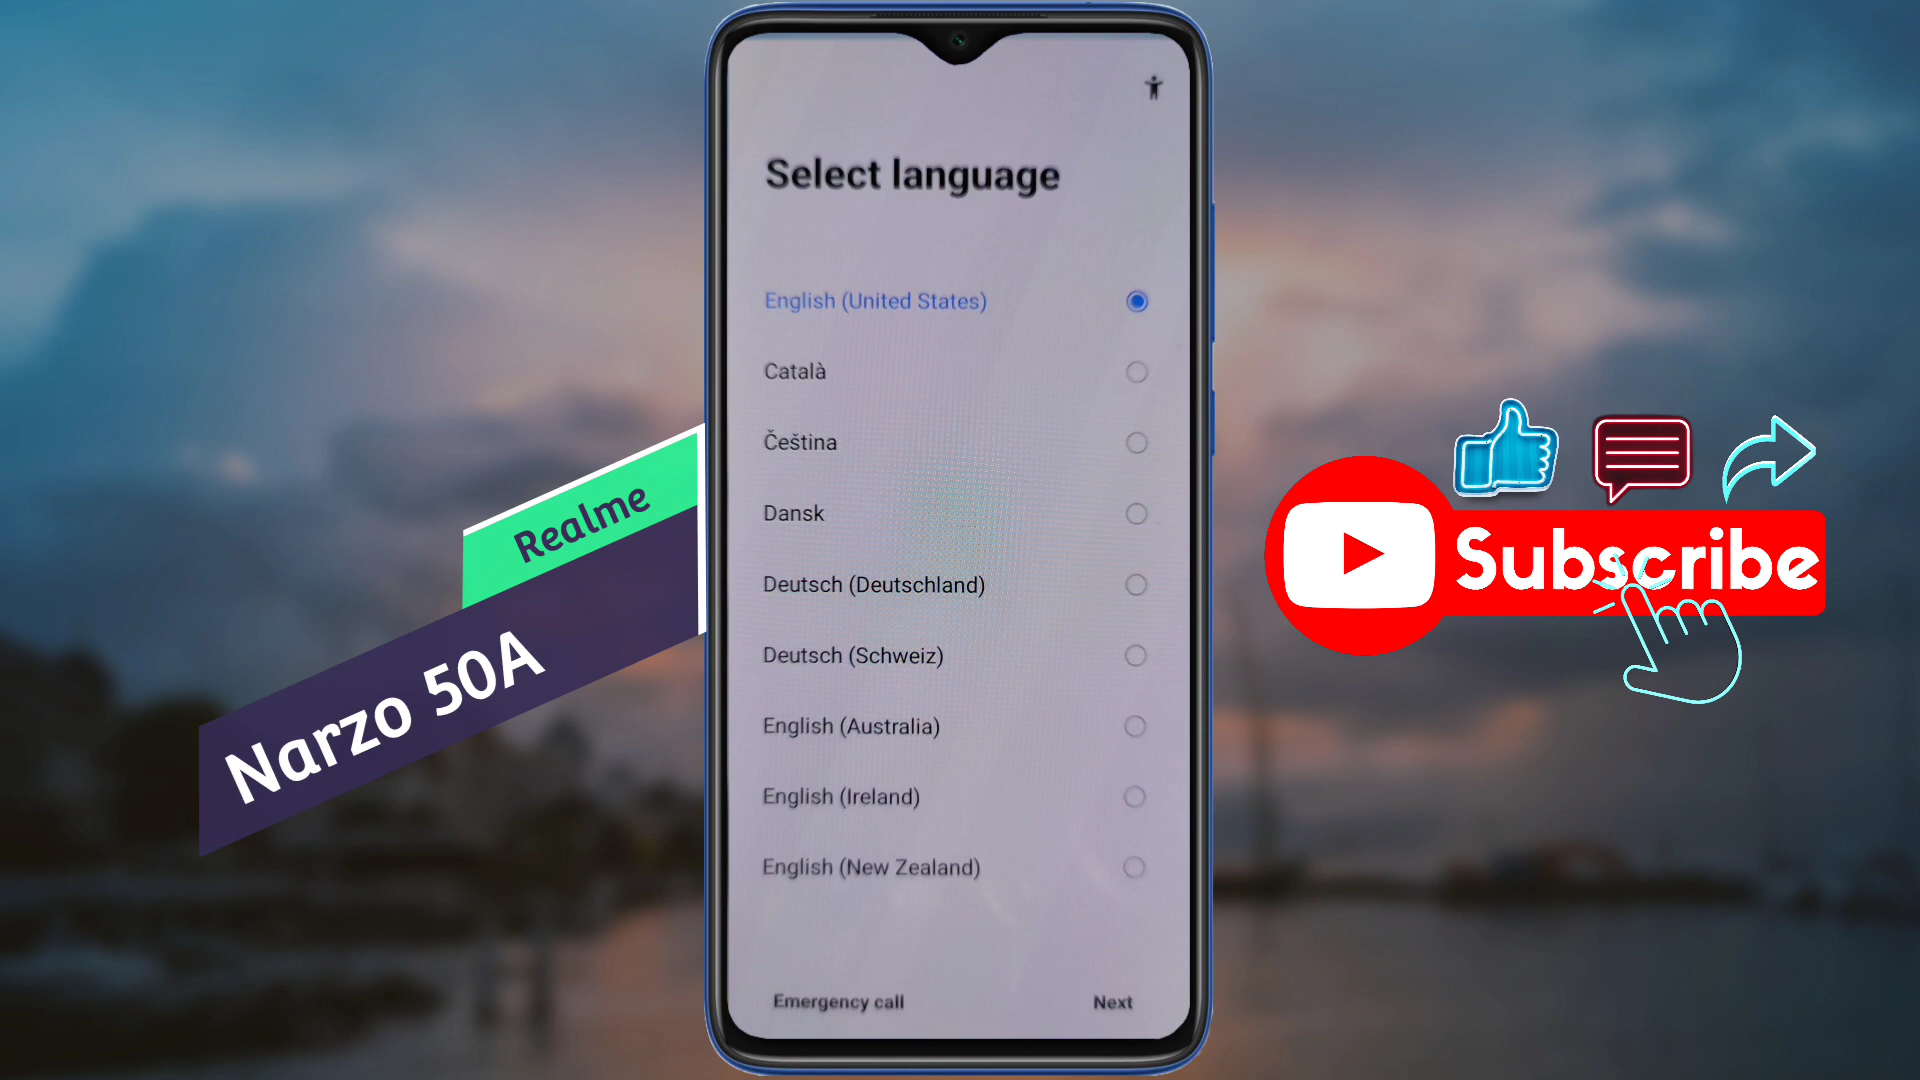 Select language
English (United States)
Català
Čeština
Dansk
Deutsch (Deutschland)
Deutsch (Schweiz)
English (Australia)
English (Ireland)
English (New Zealand)
Emergency call
Next
Realme
Narzo 50A
Subscribe